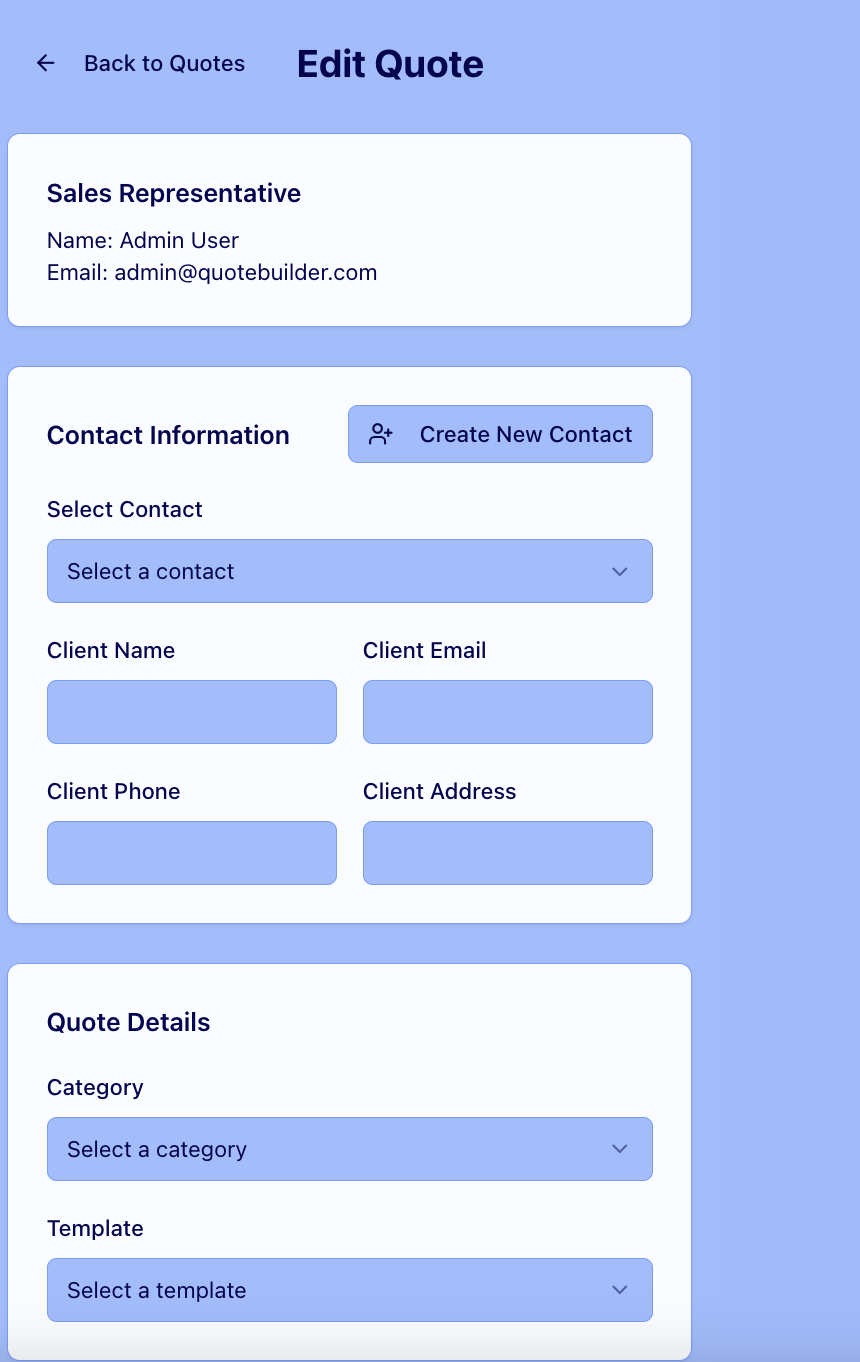 Back to Quotes
Edit Quote
Sales Representative
Name: Admin User
Email: admin@quotebuilder.com
Contact Information
Create New Contact
Select Contact
Select a contact
Client Name
Client Email
Client Phone
Client Address
Quote Details
Category
Select a category
Template
Select a template